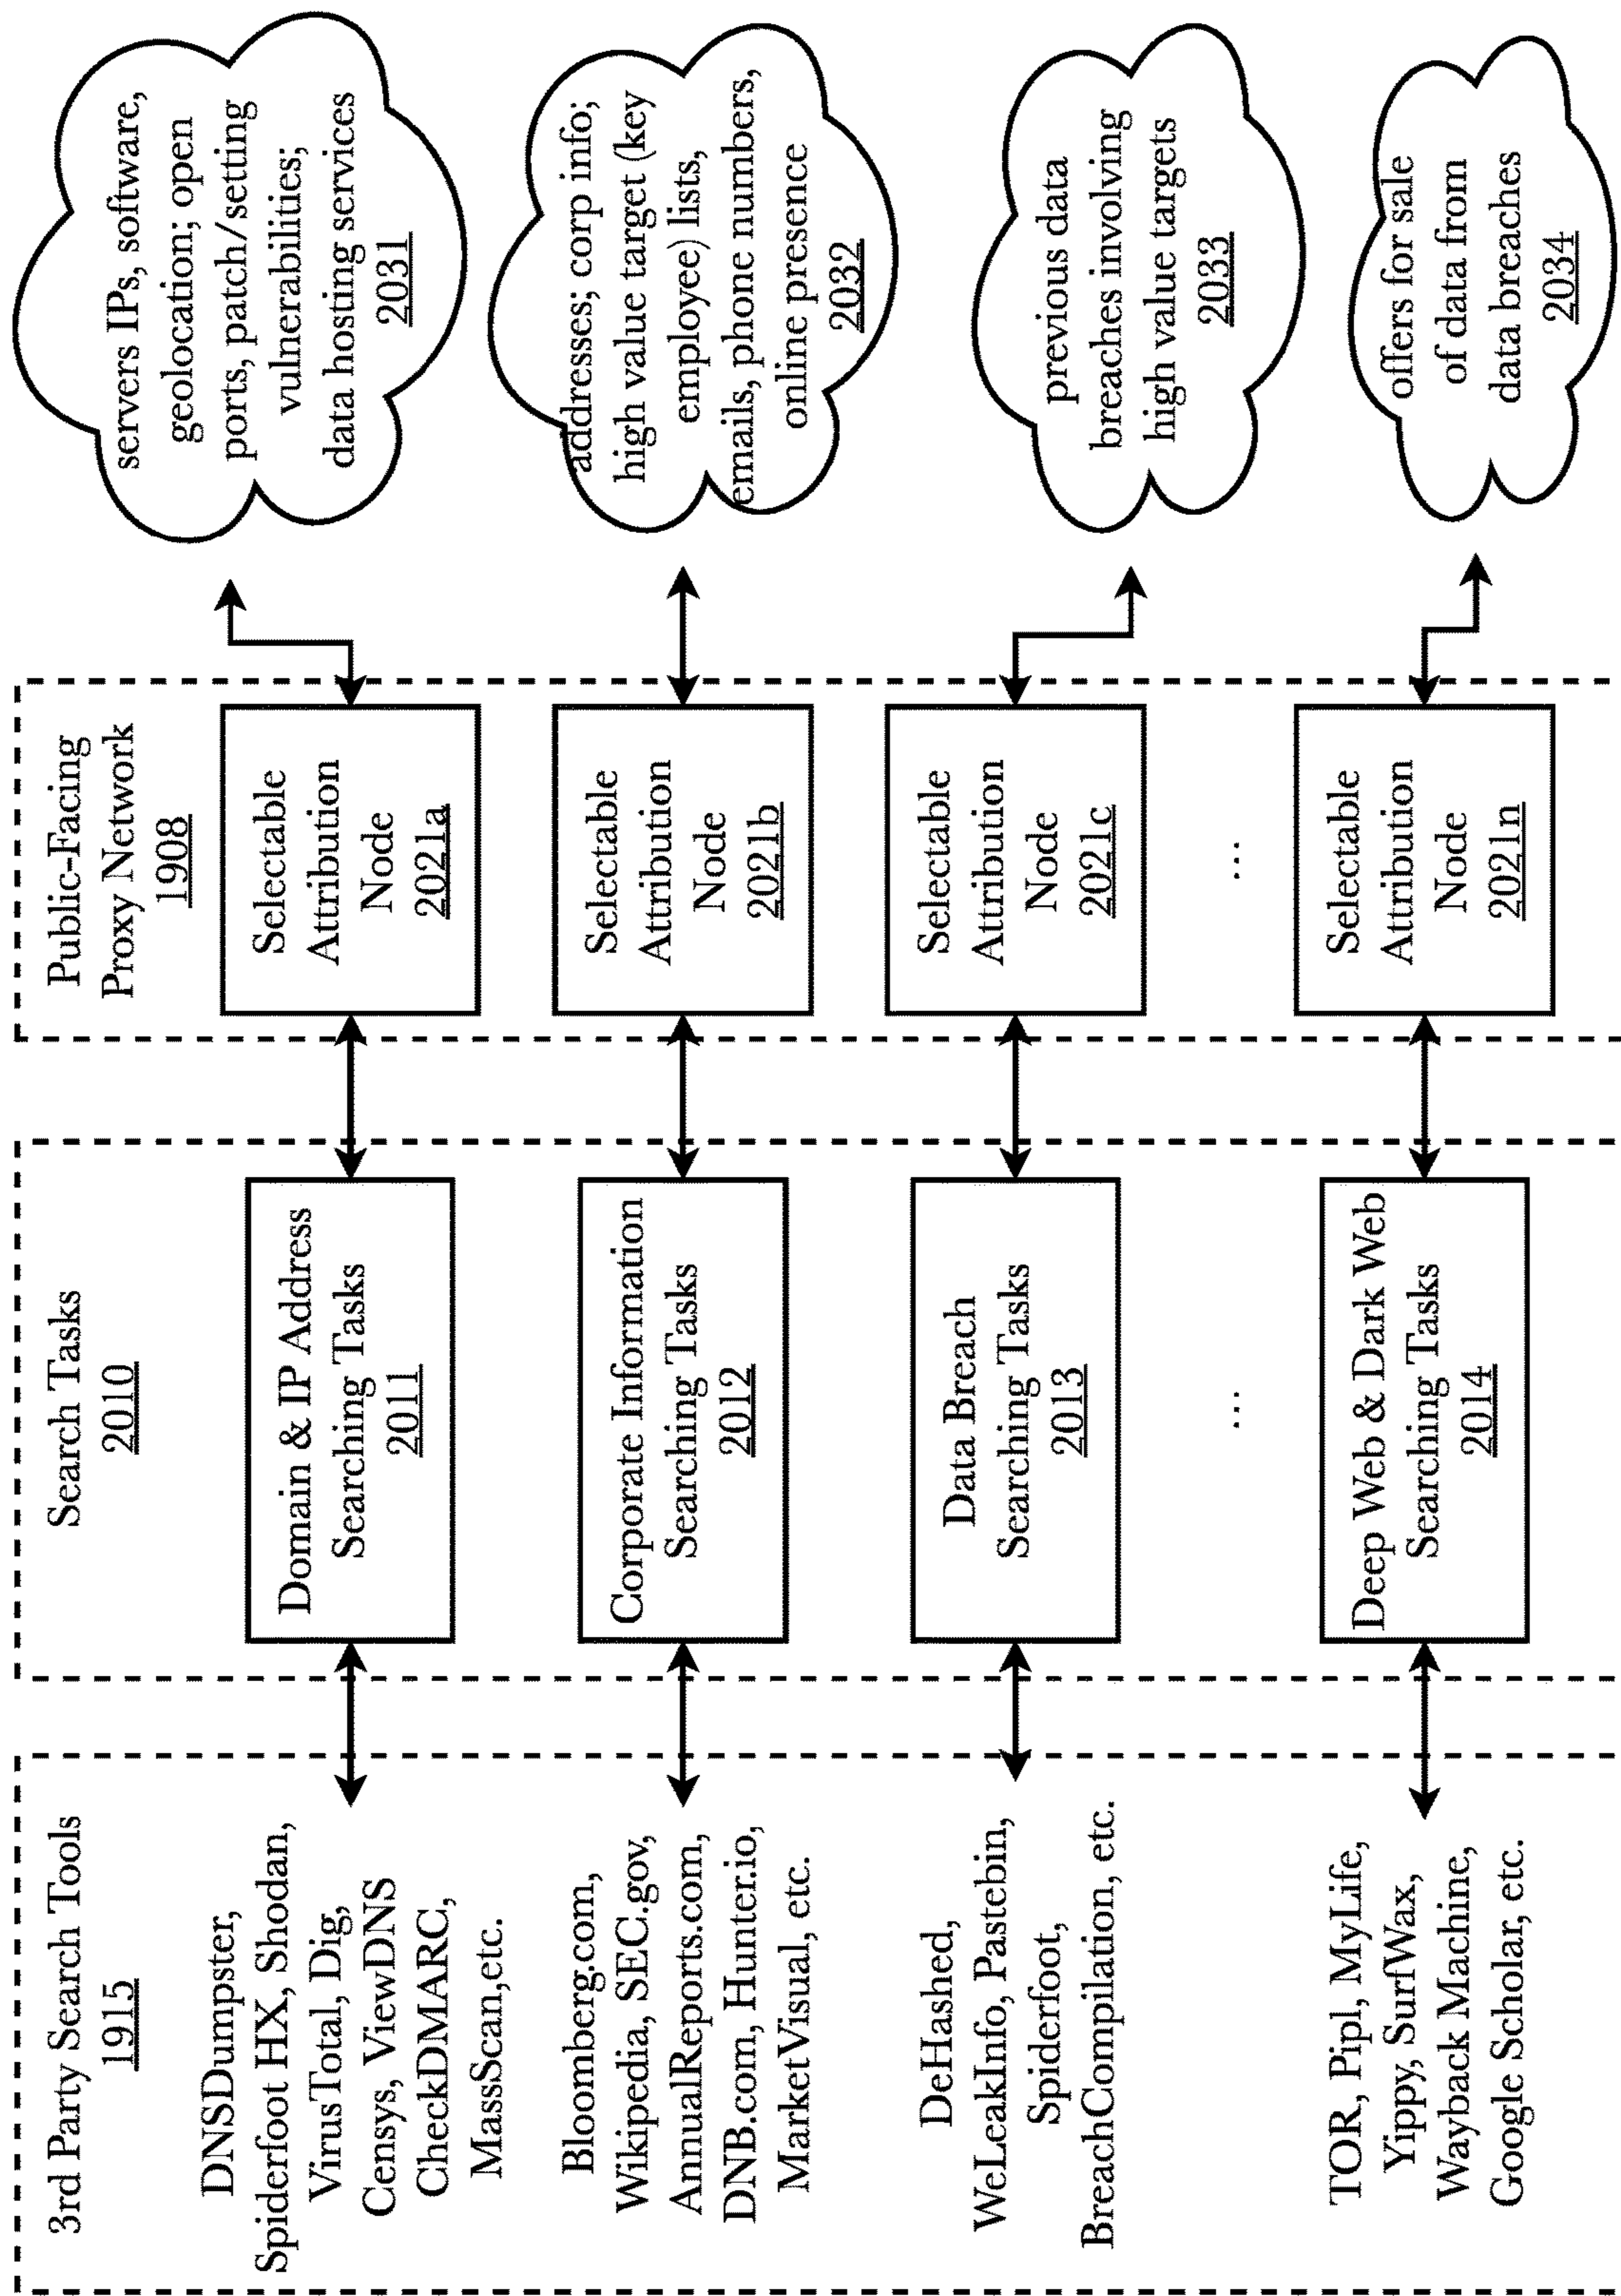 3rd Party Search Tools
1915
DNSDumpster,
Spiderfoot HX, Shodan,
VirusTotal, Dig,
Censys, ViewDNS
CheckDMARC,
MassScan,etc.
Bloomberg.com,
Wikipedia, SEC.gov,
AnnualReports.com,
DNB.com, Hunter.io,
MarketVisual, etc.
DeHashed,
WeLeakInfo, Pastebin,
Spiderfoot,
BreachCompilation, etc.
TOR, Pipl, MyLife,
Yippy, SurfWax,
Wayback Machine,
Google Scholar, etc.
Search Tasks
2010
Domain & IP Address
Searching Tasks
2011
Corporate Information
Searching Tasks
2012
Data Breach
Searching Tasks
2013
...
Deep Web & Dark Web
Searching Tasks
2014
Public-Facing
Proxy Network
1908
Selectable
Attribution
Node
2021a
Selectable
Attribution
Node
2021b
Selectable
Attribution
Node
2021c
...
Selectable
Attribution
Node
2021n
servers IPs, software,
geolocation; open
ports, patch/setting
vulnerabilities;
data hosting services
2031
addresses; corp info;
high value target (key
employee) lists,
emails, phone numbers,
online presence
2032
previous data
breaches involving
high value targets
2033
offers for sale
of data from
data breaches
2034